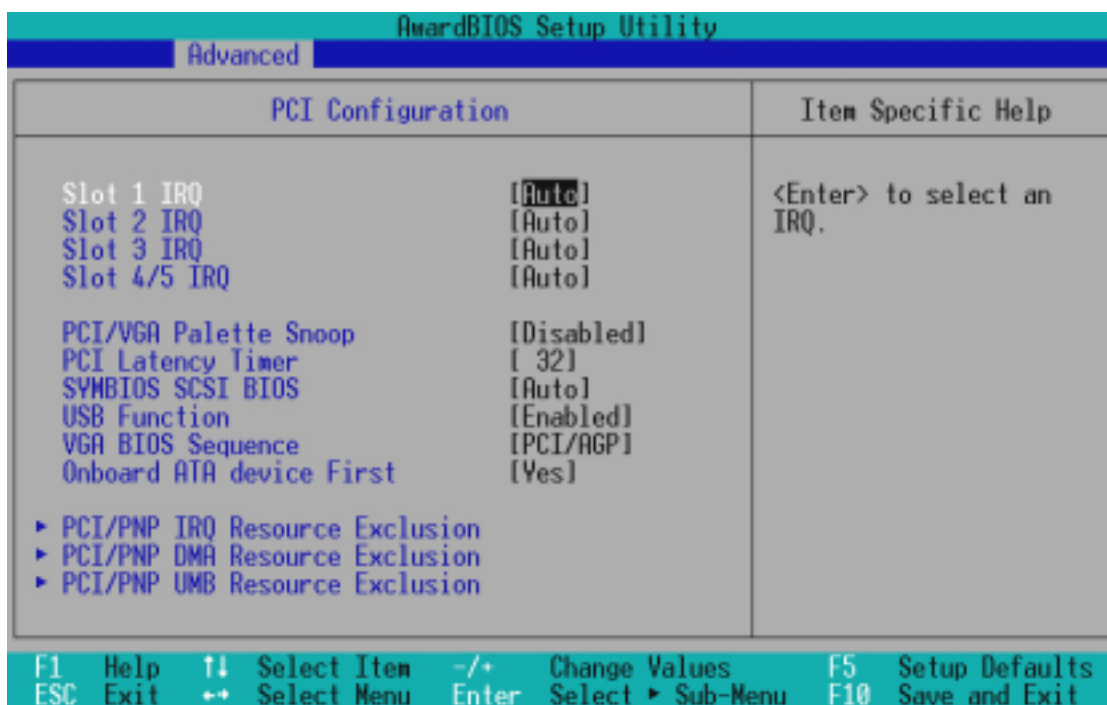 AwardBIOS Setup Utility
Advanced
PCI Configuration
Item Specific Help
Slot 1 IRQ [Auto]
Slot 2 IRQ [Auto]
Slot 3 IRQ [Auto]
Slot 4/5 IRQ [Auto]
<Enter> to select an
IRQ.
PCI/VGA Palette Snoop [Disabled]
PCI Latency Timer [ 32]
SYMBIOS SCSI BIOS [Auto]
USB Function [Enabled]
VGA BIOS Sequence [PCI/AGP]
Onboard ATA device First [Yes]
▸ PCI/PNP IRQ Resource Exclusion
▸ PCI/PNP DMA Resource Exclusion
▸ PCI/PNP UMB Resource Exclusion
F1 Help ↑↓ Select Item -/+ Change Values F5 Setup Defaults
ESC Exit ←→ Select Menu Enter Select ▸ Sub-Menu F10 Save and Exit